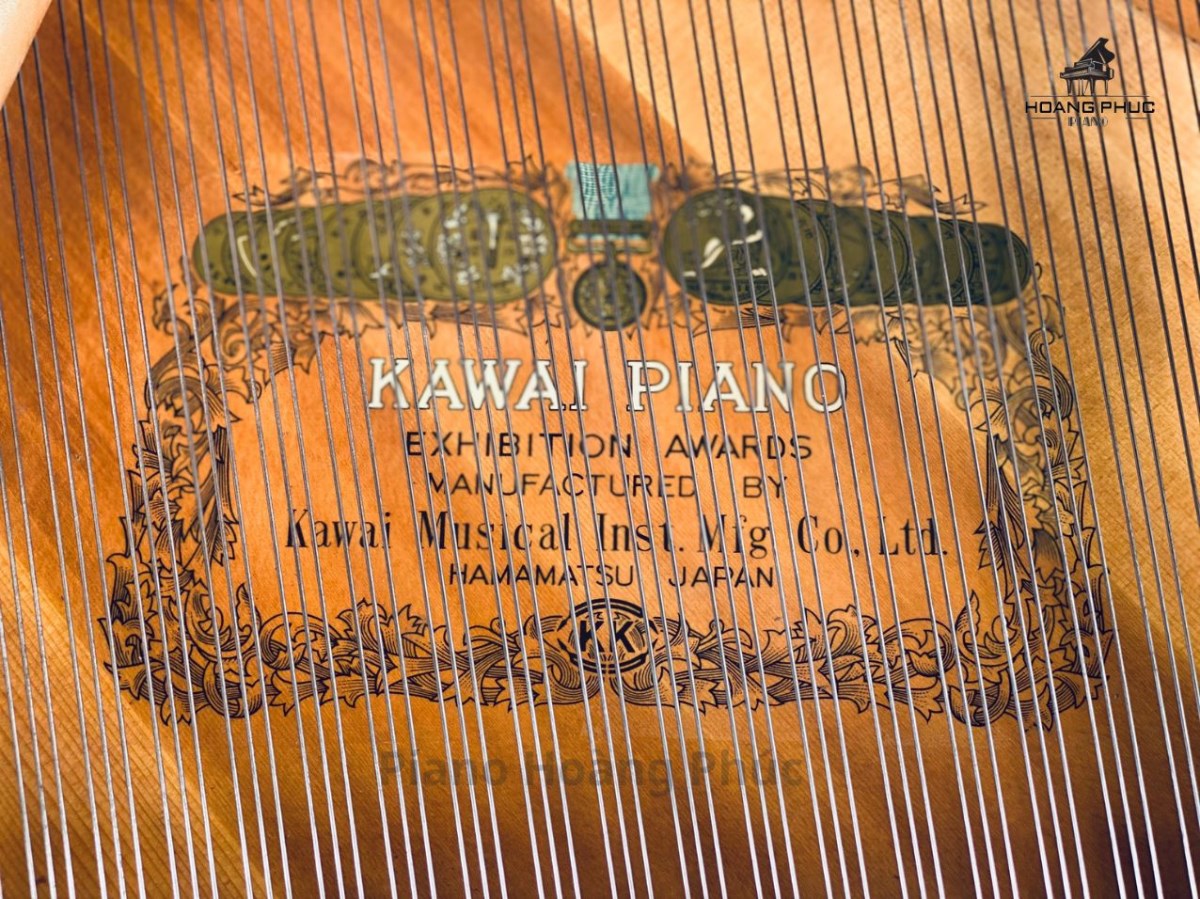 HOANG PHUC
PIANO
KAWAI PIANO
EXHIBITION AWARDS
MANUFACTURED BY
Kawai Musical Inst. Mfg. Co., Ltd.
HAMAMATSU JAPAN
KK
Piano Hoàng Phúc